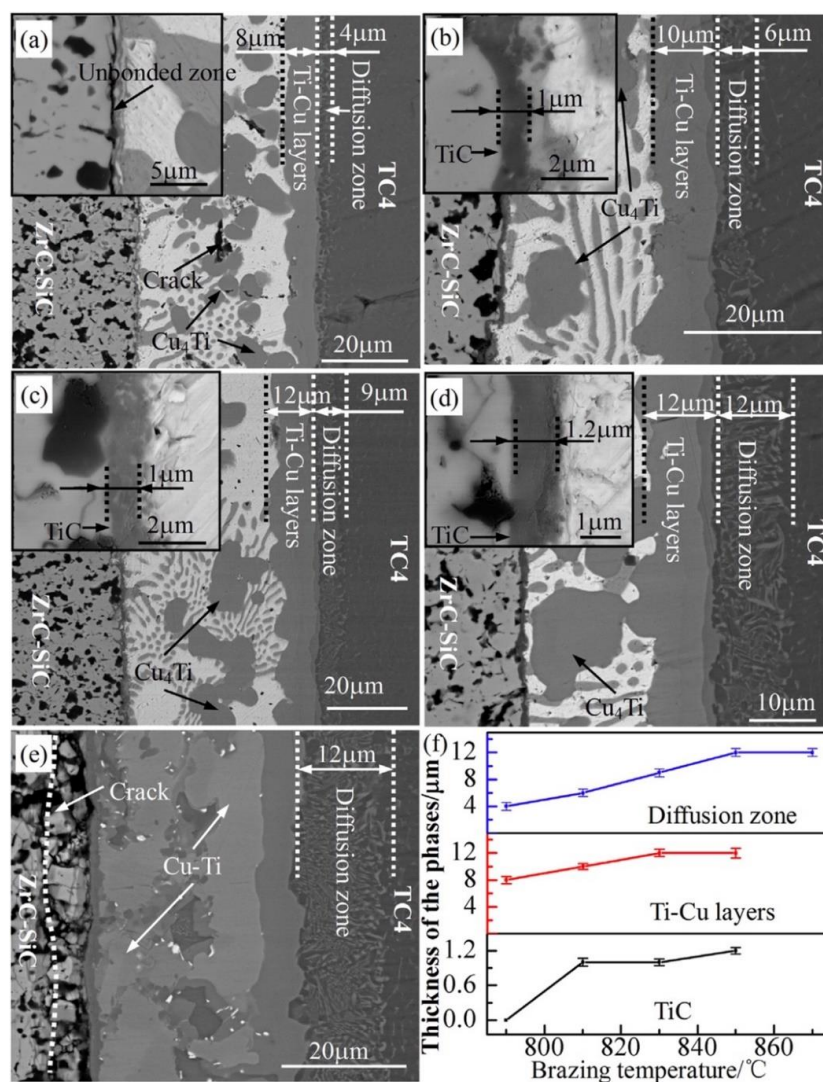 (a)
8μm
4μm
Unbonded zone
5μm
Ti-Cu layers
Diffusion zone
TC4
ZrC-SiC
Crack
Cu₄Ti
20μm
(b)
10μm
6μm
1μm
TiC
2μm
Ti-Cu layers
Diffusion zone
TC4
Cu₄Ti
ZrC-SiC
20μm
(c)
12μm
9μm
1μm
TiC
2μm
Ti-Cu layers
Diffusion zone
TC4
ZrC-SiC
Cu₄Ti
20μm
(d)
12μm
12μm
1.2μm
TiC
1μm
Ti-Cu layers
Diffusion zone
TC4
ZrC-SiC
Cu₄Ti
10μm
(e)
12μm
Crack
Cu-Ti
Diffusion zone
TC4
ZrC-SiC
20μm
(f)
Thickness of the phases/μm
12
8
4
Diffusion zone
12
8
4
Ti-Cu layers
1.2
0.6
0.0
TiC
800 820 840 860
Brazing temperature/℃